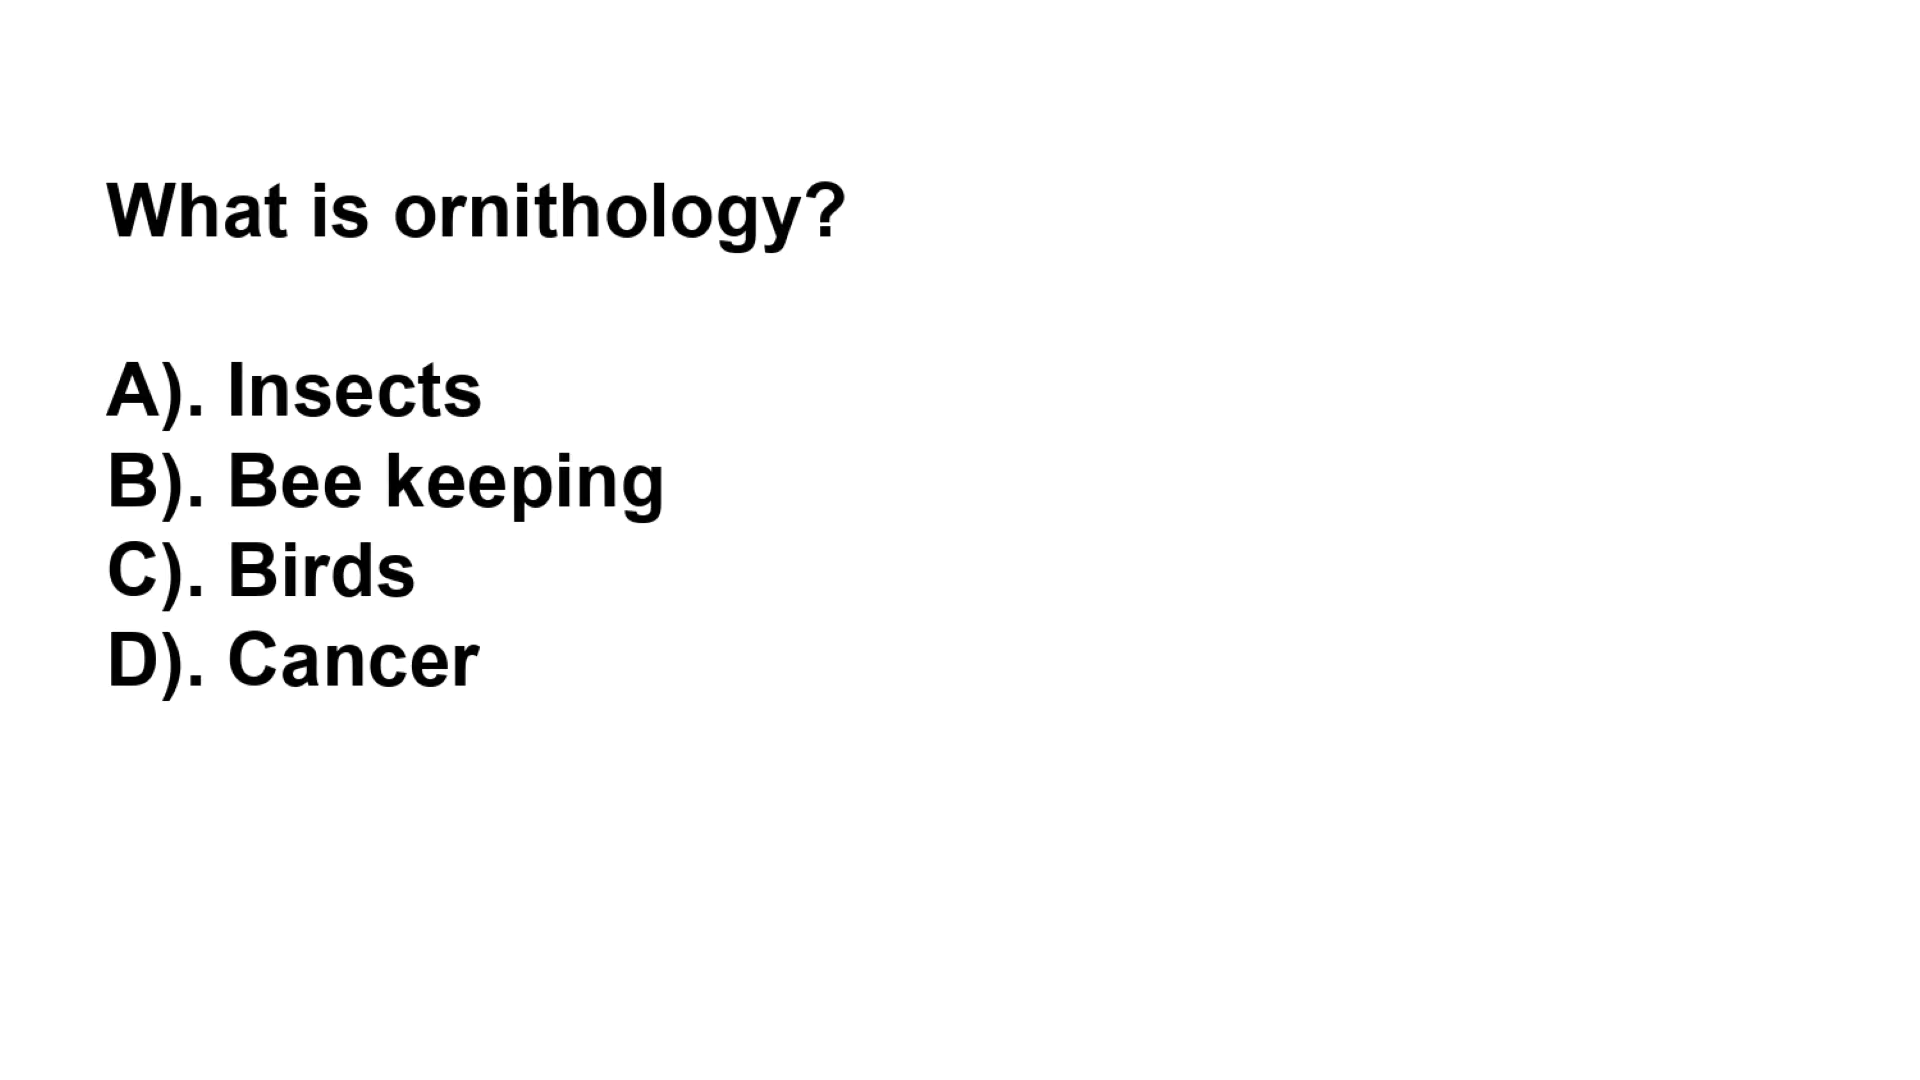 What is ornithology?
A). Insects
B). Bee keeping
C). Birds
D). Cancer